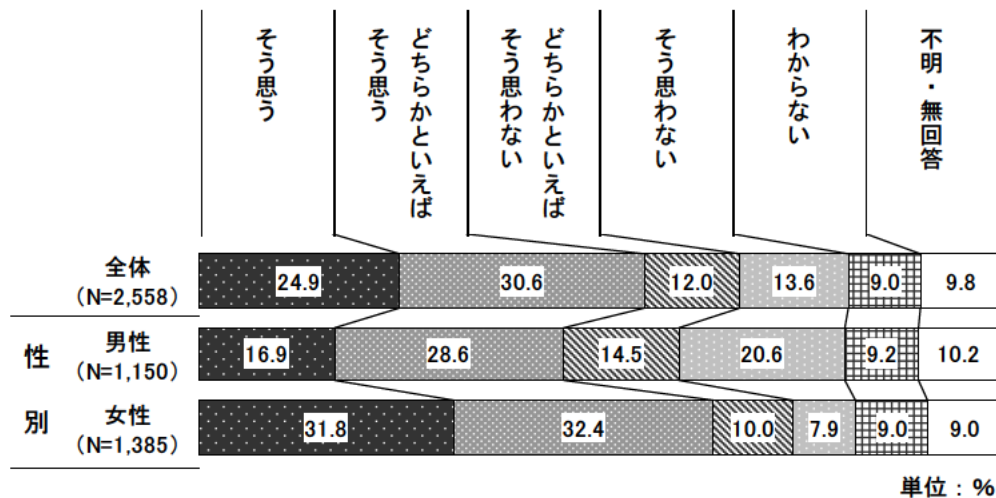 そう思う
どちらかといえば
そう思う
どちらかといえば
そう思わない
そう思わない
わからない
不明・無回答
全体
(N=2,558)
24.9 30.6 12.0 13.6 9.0 9.8
性別
男性
(N=1,150)
16.9 28.6 14.5 20.6 9.2 10.2
女性
(N=1,385)
31.8 32.4 10.0 7.9 9.0 9.0
単位：%